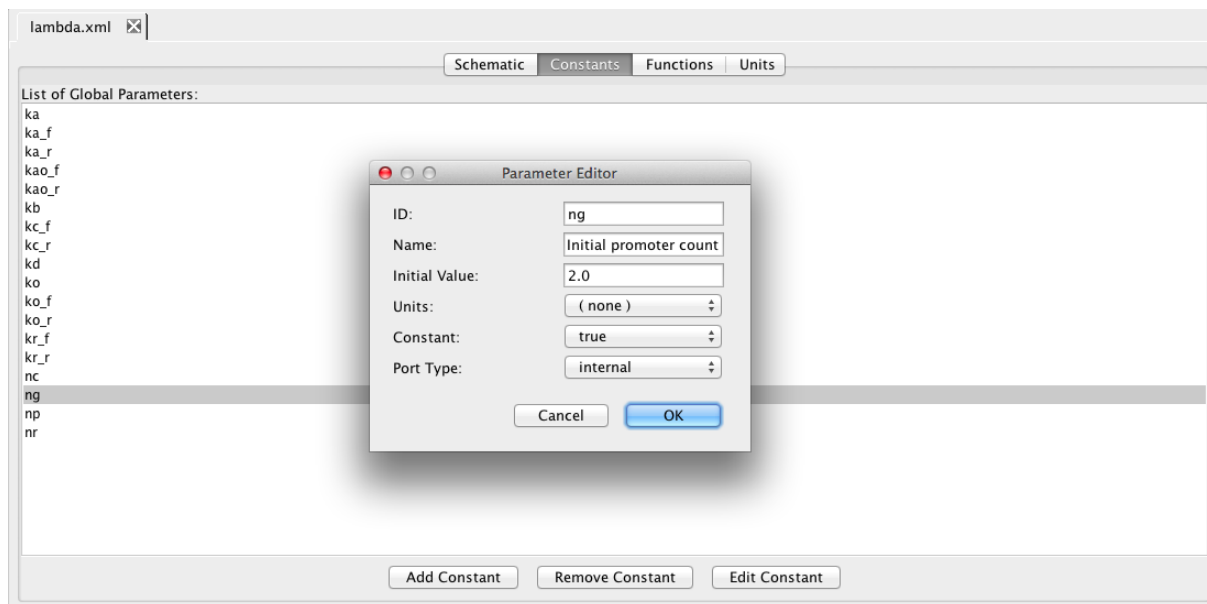 lambda.xml
Schematic Constants Functions Units
List of Global Parameters:
ka
ka_f
ka_r
kao_f
kao_r
kb
kc_f
kc_r
kd
ko
ko_f
ko_r
kr_f
kr_r
nc
ng
np
nr
Parameter Editor
ID: ng
Name: Initial promoter count
Initial Value: 2.0
Units: ( none )
Constant: true
Port Type: internal
Cancel OK
Add Constant Remove Constant Edit Constant